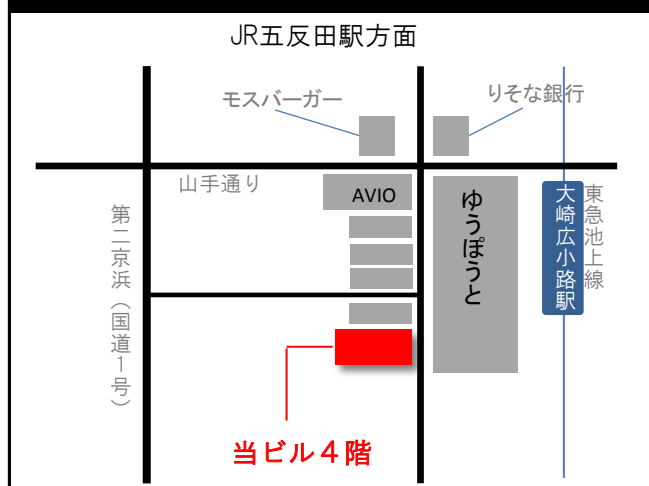 JR五反田駅方面
モスバーガー
りそな銀行
山手通り
AVIO
ゆうぽうと
大崎広小路駅
東急池上線
第二京浜（国道1号）
当ビル４階